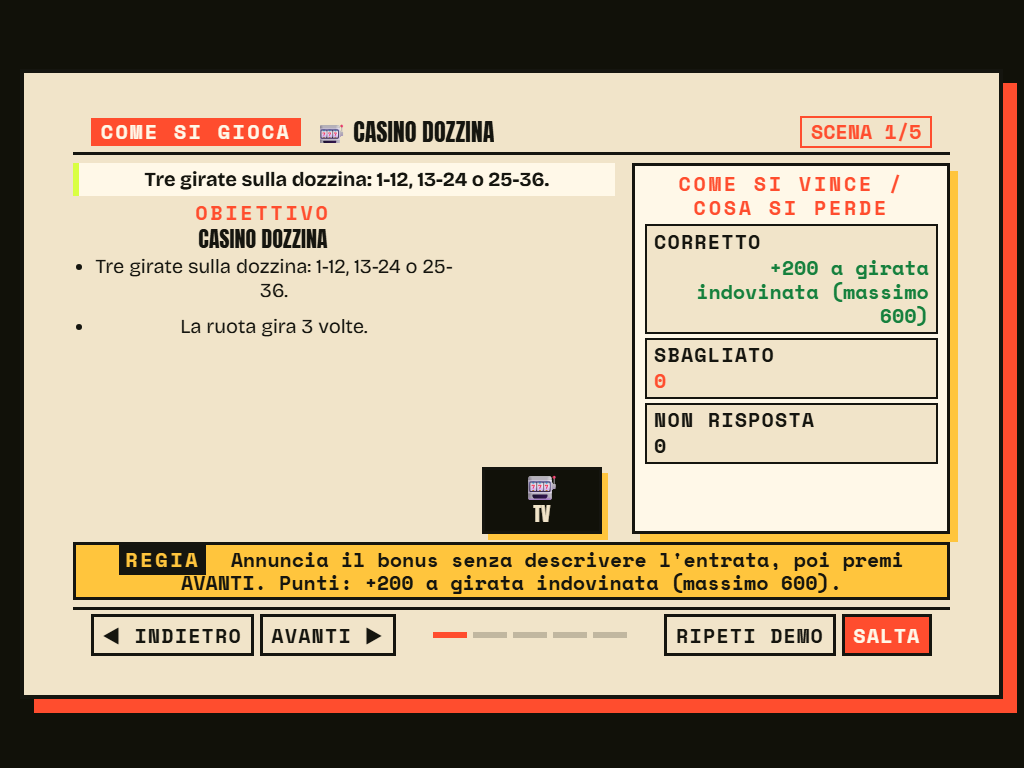 COME SI GIOCA
🎰 CASINO DOZZINA
SCENA 1/5
Tre girate sulla dozzina: 1-12, 13-24 o 25-36.
OBIETTIVO
CASINO DOZZINA
• Tre girate sulla dozzina: 1-12, 13-24 o 25-
36.
• La ruota gira 3 volte.
🎰
TV
COME SI VINCE /
COSA SI PERDE
CORRETTO
+200 a girata
indovinata (massimo
600)
SBAGLIATO
0
NON RISPOSTA
0
REGIA Annuncia il bonus senza descrivere l'entrata, poi premi
AVANTI. Punti: +200 a girata indovinata (massimo 600).
◀ INDIETRO
AVANTI ▶
RIPETI DEMO
SALTA